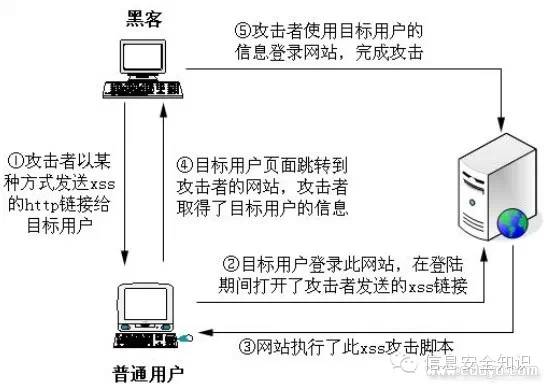 黑客
⑤攻击者使用目标用户的
信息登录网站，完成攻击
①攻击者以某
种方式发送xss
的http链接给
目标用户
④目标用户页面跳转到
攻击者的网站，攻击者
取得了目标用户的信息
②目标用户登录此网站，在登陆
期间打开了攻击者发送的xss链接
③网站执行了此xss攻击脚本
普通用户
信息安全知识